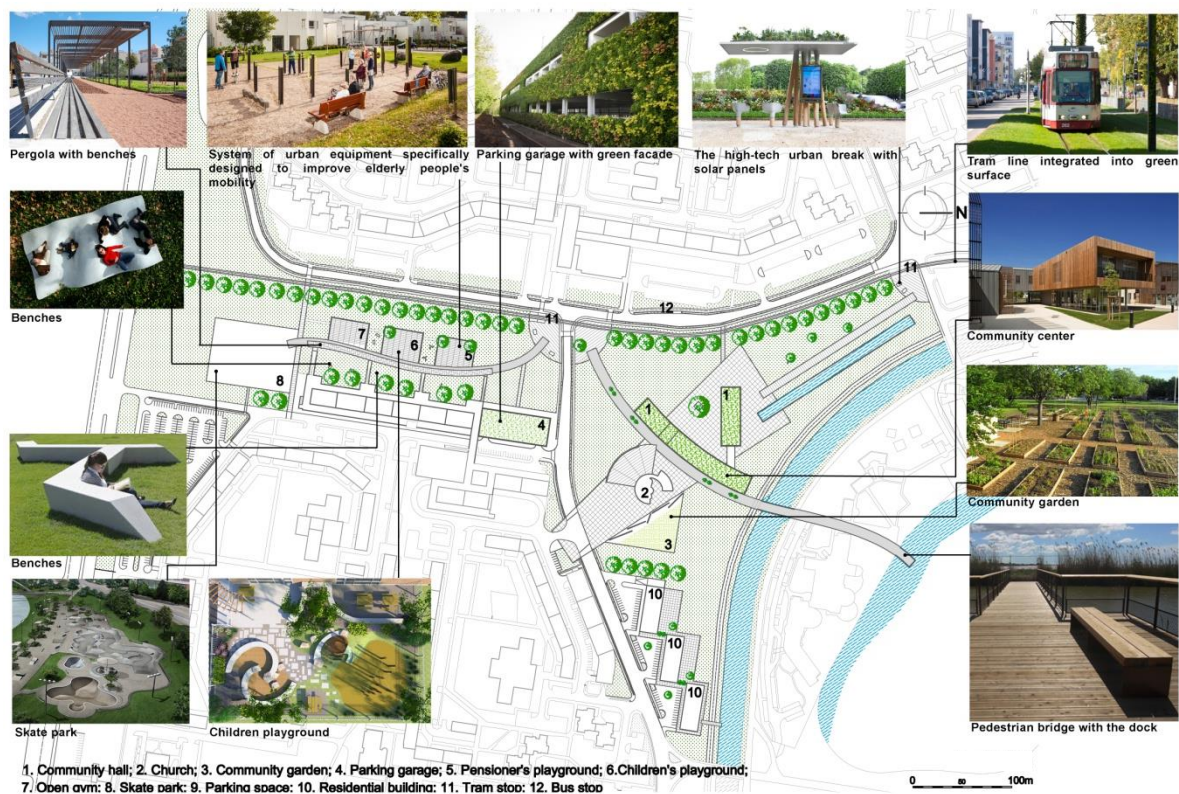 Pergola with benches
System of urban equipment specifically
designed to improve elderly people's
mobility
Parking garage with green facade
The high-tech urban break with
solar panels
Tram line integrated into green
surface
N
Benches
11
12
11
Community center
7
6
5
8
1
1
4
2
Community garden
3
Benches
10
10
10
Skate park
Children playground
Pedestrian bridge with the dock
1. Community hall; 2. Church; 3. Community garden; 4. Parking garage; 5. Pensioner's playground; 6.Children's playground;
7. Open gym; 8. Skate park; 9. Parking space; 10. Residential building; 11. Tram stop; 12. Bus stop
0 50 100m